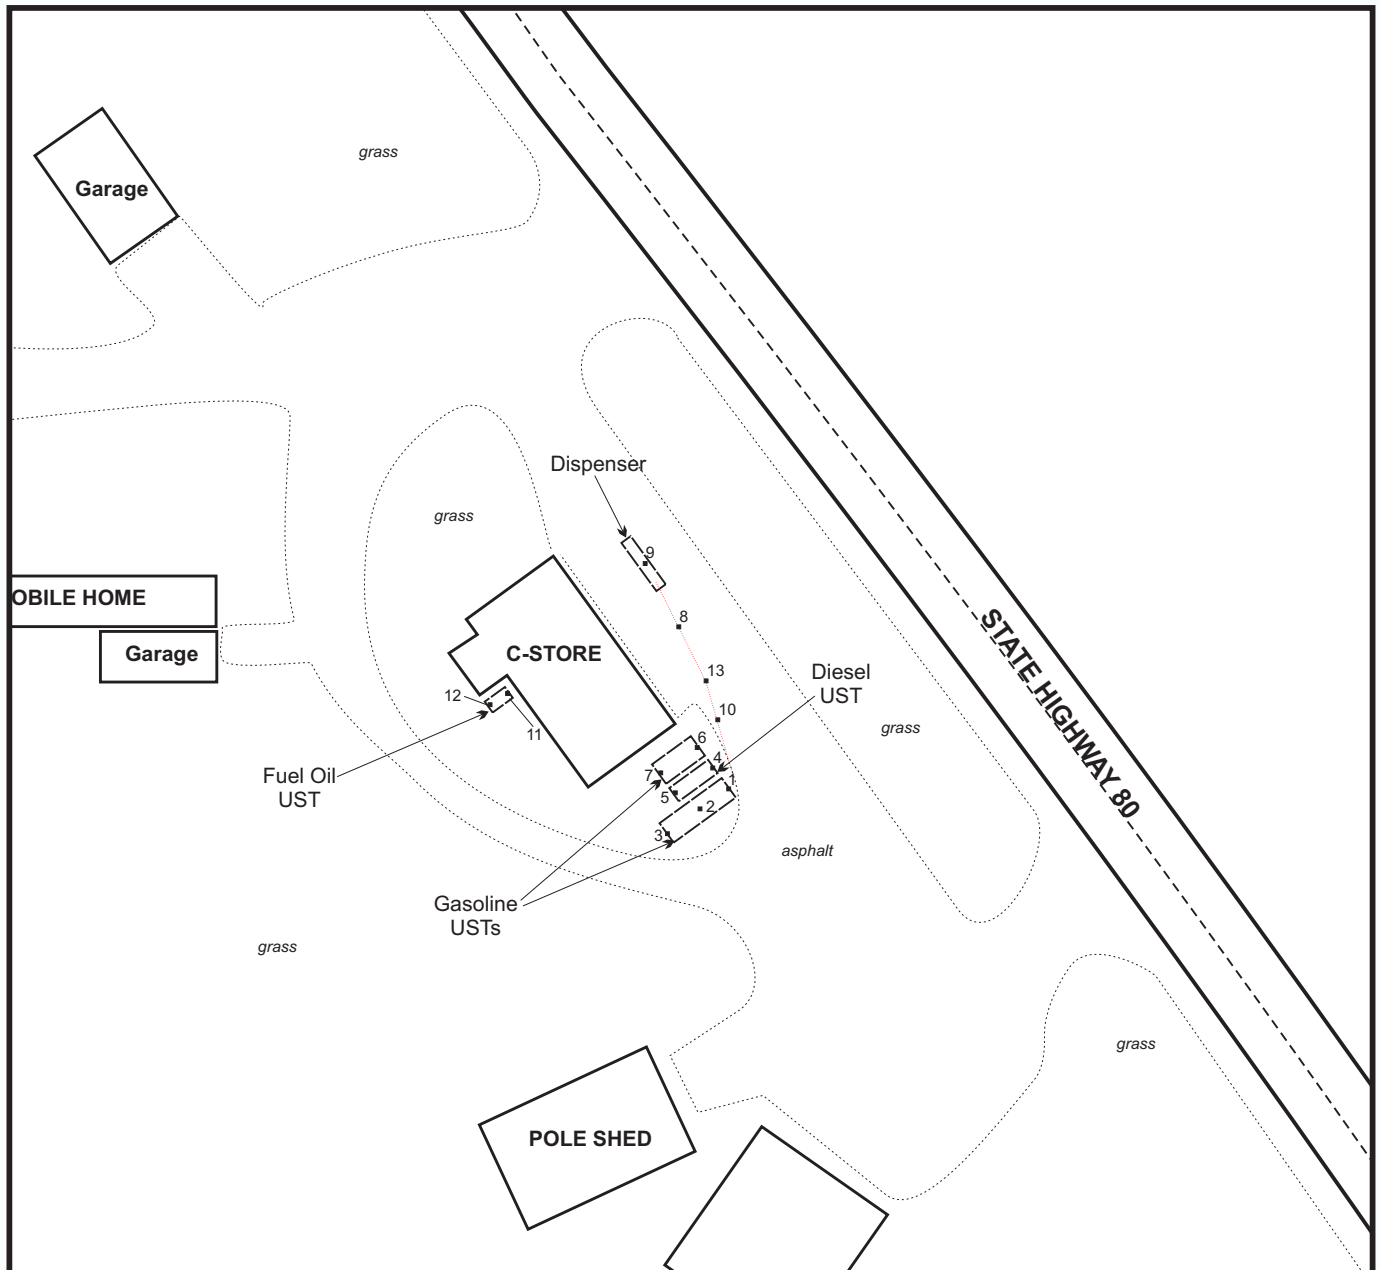 grass
Garage
Dispenser
grass
9
OBILE HOME
8
Garage
C-STORE
13
Diesel
UST
12
10
11
grass
STATE HIGHWAY 80
6
4
7
1
5
2
3
Fuel Oil
UST
asphalt
Gasoline
USTs
grass
grass
POLE SHED